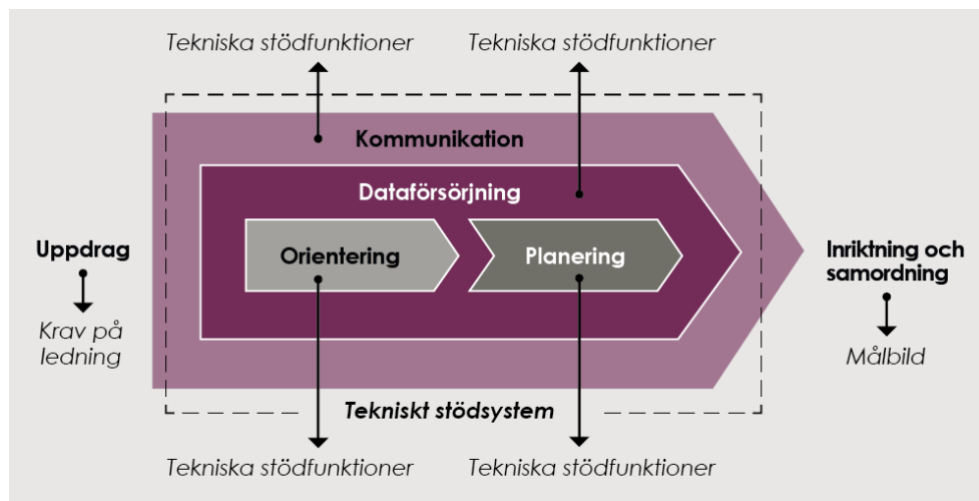 Tekniska stödfunktioner
Tekniska stödfunktioner
Kommunikation
Dataförsörjning
Orientering
Planering
Uppdrag
Krav på
ledning
Inriktning och
samordning
Målbild
Tekniskt stödsystem
Tekniska stödfunktioner
Tekniska stödfunktioner